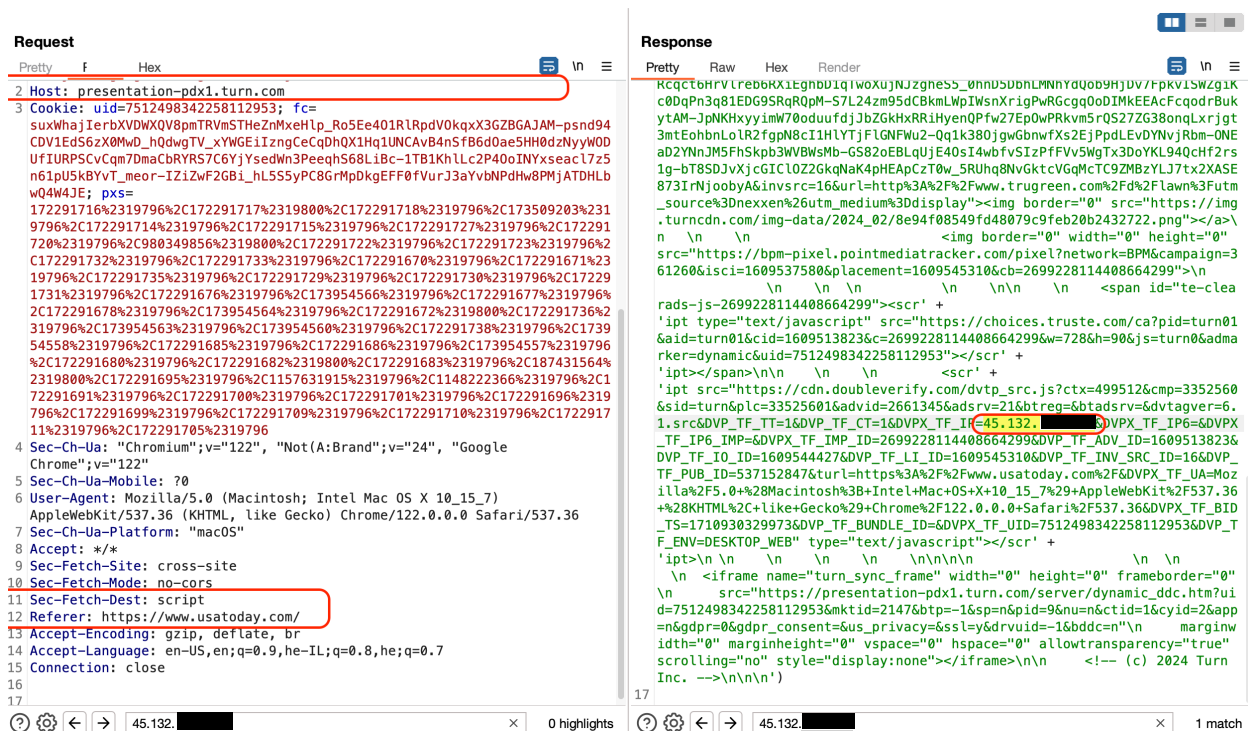 Request
Pretty
Hex
\n
2 Host: presentation-pdx1.turn.com
3 Cookie: uid=7512498342258112953; fc=
suxWhajIerbXVDWXQV8pmTRVmSTHeZnMxeHlp_Ro5Ee4O1RlRpdVOkqxX3GZBGAJAM-psnd94
CDV1EdS6zX0MwD_hQdwgTV_xYWGEiIzngCeCqDhQX1Hq1UNCAvB4nSfB6dOae5HH0dzNyyWOD
UfIURPSCvCqm7DmaCbRYRS7C6YjYsedWn3PeeqhS68LiBc-1TB1KhlLc2P4OoINYxseacl7z5
n61pU5kBYvT_meor-IZiZwF2GBi_hL5S5yPC8GrMpDkgEFF0fVurJ3aYvbNPdHw8PMjATDHLb
wQ4W4JE; pxs=
172291716%2319796%2C172291717%2319800%2C172291718%2319796%2C173509203%231
9796%2C172291714%2319796%2C172291715%2319796%2C172291727%2319796%2C172291
720%2319796%2C980349856%2319800%2C172291722%2319796%2C172291723%2319796%2
C172291732%2319796%2C172291733%2319796%2C172291670%2319796%2C172291671%23
19796%2C172291735%2319796%2C172291729%2319796%2C172291730%2319796%2C17229
1731%2319796%2C172291676%2319796%2C173954566%2319796%2C172291677%2319796%
2C172291678%2319796%2C173954564%2319796%2C172291672%2319800%2C172291736%2
319796%2C173954563%2319796%2C173954560%2319796%2C172291738%2319796%2C1739
54558%2319796%2C172291685%2319796%2C172291686%2319796%2C173954557%2319796
%2C172291680%2319796%2C172291682%2319800%2C172291683%2319796%2C187431564%
2319800%2C172291695%2319796%2C1157631915%2319796%2C1148222366%2319796%2C1
72291691%2319796%2C172291700%2319796%2C172291701%2319796%2C172291696%2319
796%2C172291699%2319796%2C172291709%2319796%2C172291710%2319796%2C1722917
11%2319796%2C172291705%2319796
4 Sec-Ch-Ua: "Chromium";v="122", "Not(A:Brand";v="24", "Google
Chrome";v="122"
5 Sec-Ch-Ua-Mobile: ?0
6 User-Agent: Mozilla/5.0 (Macintosh; Intel Mac OS X 10_15_7)
AppleWebKit/537.36 (KHTML, like Gecko) Chrome/122.0.0.0 Safari/537.36
7 Sec-Ch-Ua-Platform: "macOS"
8 Accept: */*
9 Sec-Fetch-Site: cross-site
10 Sec-Fetch-Mode: no-cors
11 Sec-Fetch-Dest: script
12 Referer: https://www.usatoday.com/
13 Accept-Encoding: gzip, deflate, br
14 Accept-Language: en-US,en;q=0.9,he-IL;q=0.8,he;q=0.7
15 Connection: close
16
17
45.132.
0 highlights
Response
Pretty
Raw
Hex
Render
\n
c0DqPn3q81EDG9SRqRQpM-S7L24zm95dCBkmLWpIWsnXrigPwRGcgqOoDIMkEEAcFcqodrBuk
ytAM-JpNKHxyyimW70oduufdjJbZGkHxRRiHyenQPfw27EpOwPRkvm5rQS27ZG38onqLxrjgt
3mtEohbnLolR2fgpN8cI1HlYTjFlGNFWu2-Qq1k38OjgwGbnwfXs2EjPpdLEvDYNvjRbm-ONE
aD2YNnJM5FhSkpb3WVBWsMb-GS82oEBLqUjE4OsI4wbfvSIzPfFVv5WgTx3DoYKL94QcHf2rs
1g-bT8SDJvXjcGIClOZ2GkqNaK4pHEApCzT0w_5RUhq8NvGktcVGqMcTC9ZMBzYLJ7tx2XASE
873IrNjoobyA&invsrc=16&url=http%3A%2F%2Fwww.trugreen.com%2Fd%2Flawn%3Futm
_source%3Dnexxen%26utm_medium%3Ddisplay"><img border="0" src="https://img
.turncdn.com/img-data/2024_02/8e94f08549fd48079c9feb20b2432722.png"></a>\
n \n \n <img border="0" width="0" height="0"
src="https://bpm-pixel.pointmediatracker.com/pixel?network=BPM&campaign=3
61260&isci=1609537580&placement=1609545310&cb=2699228114408664299">\n
\n \n \n \n \n\n \n <span id="te-clea
rads-js-2699228114408664299"><scr' +
'ipt type="text/javascript" src="https://choices.truste.com/ca?pid=turn01
&aid=turn01&cid=1609513823&c=2699228114408664299&w=728&h=90&js=turn0&adma
rker=dynamic&uid=7512498342258112953"></scr' +
'ipt></span>\n\n \n \n <scr' +
'ipt src="https://cdn.doubleverify.com/dvtp_src.js?ctx=499512&cmp=3352560
&sid=turn&plc=33525601&advid=2661345&adsrv=21&btreg=&btadsrv=&dvtagver=6.
1.src&DVP_TF_TT=1&DVP_TF_CT=1&DVPX_TF_IP=45.132. &DVPX_TF_IP6=&DVPX
_TF_IP6_IMP=&DVPX_TF_IMP_ID=2699228114408664299&DVP_TF_ADV_ID=1609513823&
DVP_TF_IO_ID=1609544427&DVP_TF_LI_ID=1609545310&DVP_TF_INV_SRC_ID=16&DVP_
TF_PUB_ID=537152847&turl=https%3A%2F%2Fwww.usatoday.com%2F&DVPX_TF_UA=Moz
illa%2F5.0+%28Macintosh%3B+Intel+Mac+OS+X+10_15_7%29+AppleWebKit%2F537.36
+%28KHTML%2C+like+Gecko%29+Chrome%2F122.0.0.0+Safari%2F537.36&DVPX_TF_BID
_TS=1710930329973&DVP_TF_BUNDLE_ID=&DVPX_TF_UID=7512498342258112953&DVP_T
F_ENV=DESKTOP_WEB" type="text/javascript"></scr' +
'ipt>\n \n \n \n \n \n\n\n\n \n \n
\n <iframe name="turn_sync_frame" width="0" height="0" frameborder="0"
\n src="https://presentation-pdx1.turn.com/server/dynamic_ddc.htm?ui
d=7512498342258112953&mktid=2147&btp=-1&sp=n&pid=9&nu=n&ctid=1&cyid=2&app
=n&gdpr=0&gdpr_consent=&us_privacy=&ssl=y&drvuid=-1&bddc=n"\n marginw
idth="0" marginheight="0" vspace="0" hspace="0" allowtransparency="true"
scrolling="no" style="display:none"></iframe>\n\n <!-- (c) 2024 Turn
Inc. -->\n\n\n')
17
45.132.
1 match